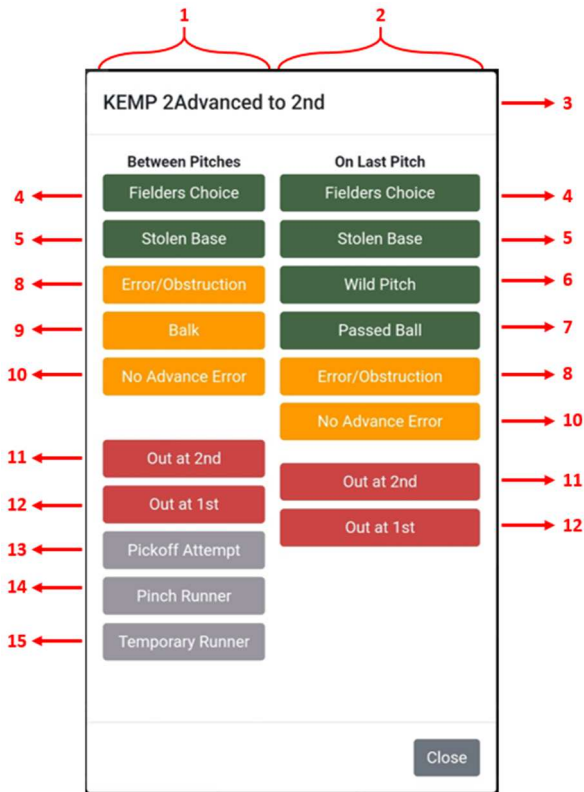 1 2
KEMP 2Advanced to 2nd 3
Between Pitches On Last Pitch
4 Fielders Choice Fielders Choice 4
5 Stolen Base Stolen Base 5
8 Error/Obstruction Wild Pitch 6
9 Balk Passed Ball 7
10 No Advance Error Error/Obstruction 8
No Advance Error 10
11 Out at 2nd Out at 2nd 11
12 Out at 1st Out at 1st 12
13 Pickoff Attempt
14 Pinch Runner
15 Temporary Runner
Close